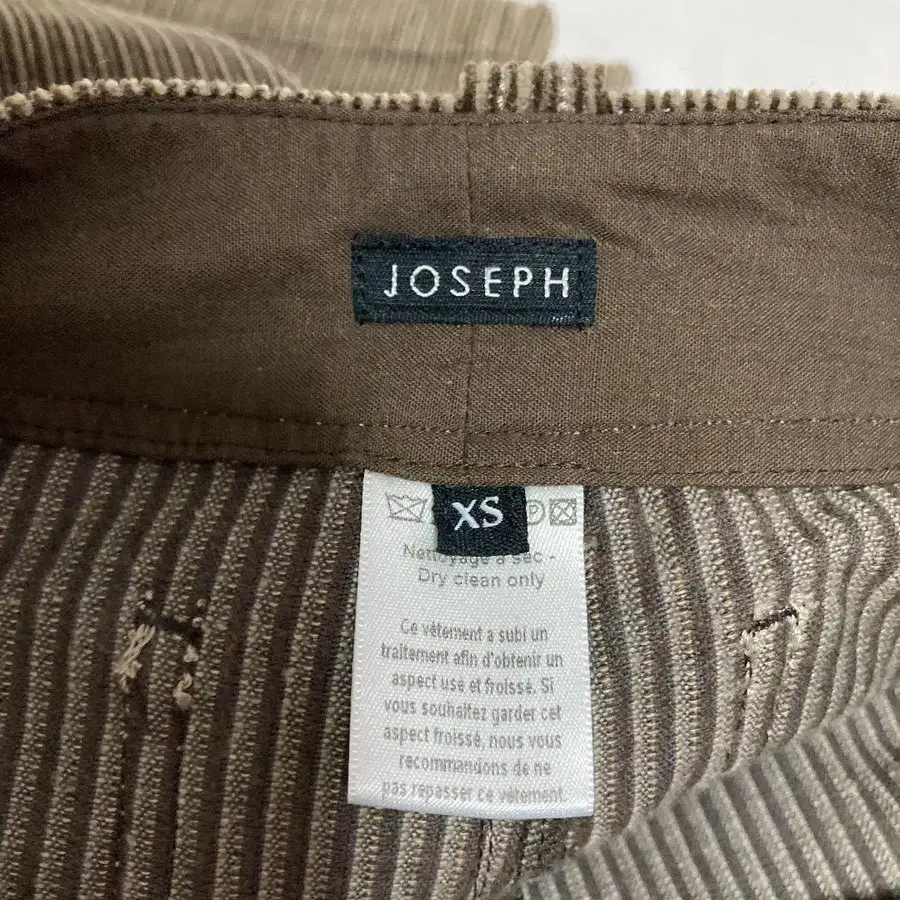 JOSEPH
XS
Nettoyage à sec -
Dry clean only
Ce vêtement a subi un
traitement afin d'obtenir un
aspect usé et froissé. Si
vous souhaitez garder cet
aspect froissé, nous vous
recommandons de ne
pas repasser ce vêtement.